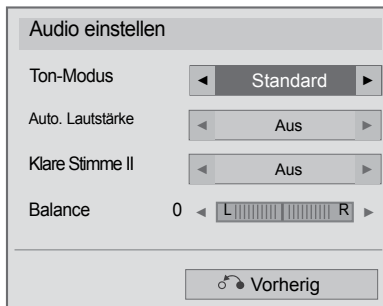 Audio einstellen
Ton-Modus ◄ Standard ►
Auto. Lautstärke ◄ Aus ►
Klare Stimme II ◄ Aus ►
Balance 0 ◄ L R ►
Vorherig